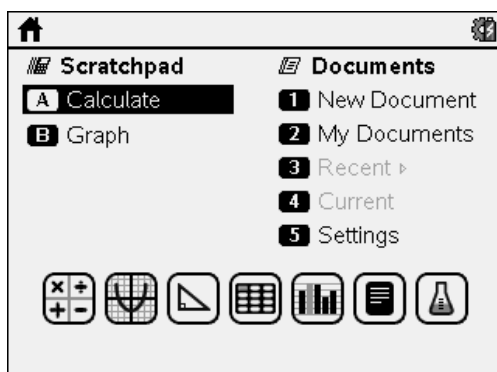 Scratchpad
A Calculate
B Graph
Documents
1 New Document
2 My Documents
3 Recent ▹
4 Current
5 Settings